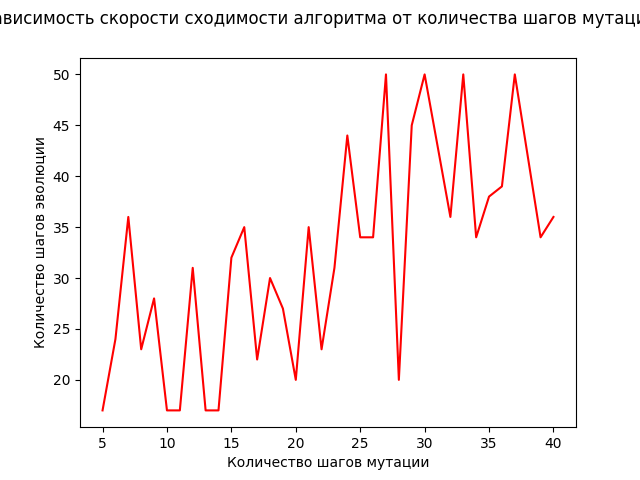 ависимость скорости сходимости алгоритма от количества шагов мутаци
50
45
40
35
30
25
20
Количество шагов эволюции
5 10 15 20 25 30 35 40
Количество шагов мутации